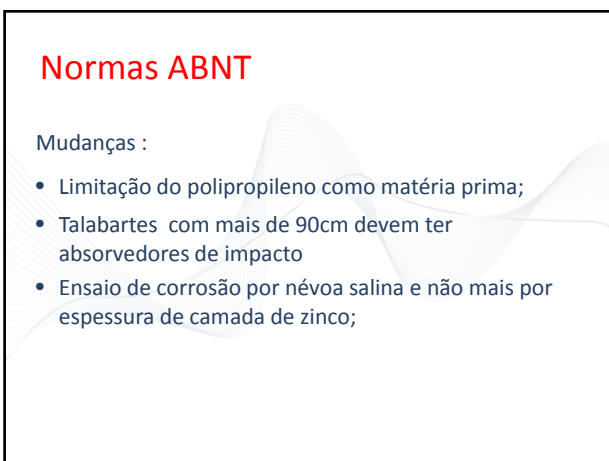 Normas ABNT
Mudanças :
• Limitação do polipropileno como matéria prima;
• Talabartes com mais de 90cm devem ter
absorvedores de impacto
• Ensaio de corrosão por névoa salina e não mais por
espessura de camada de zinco;